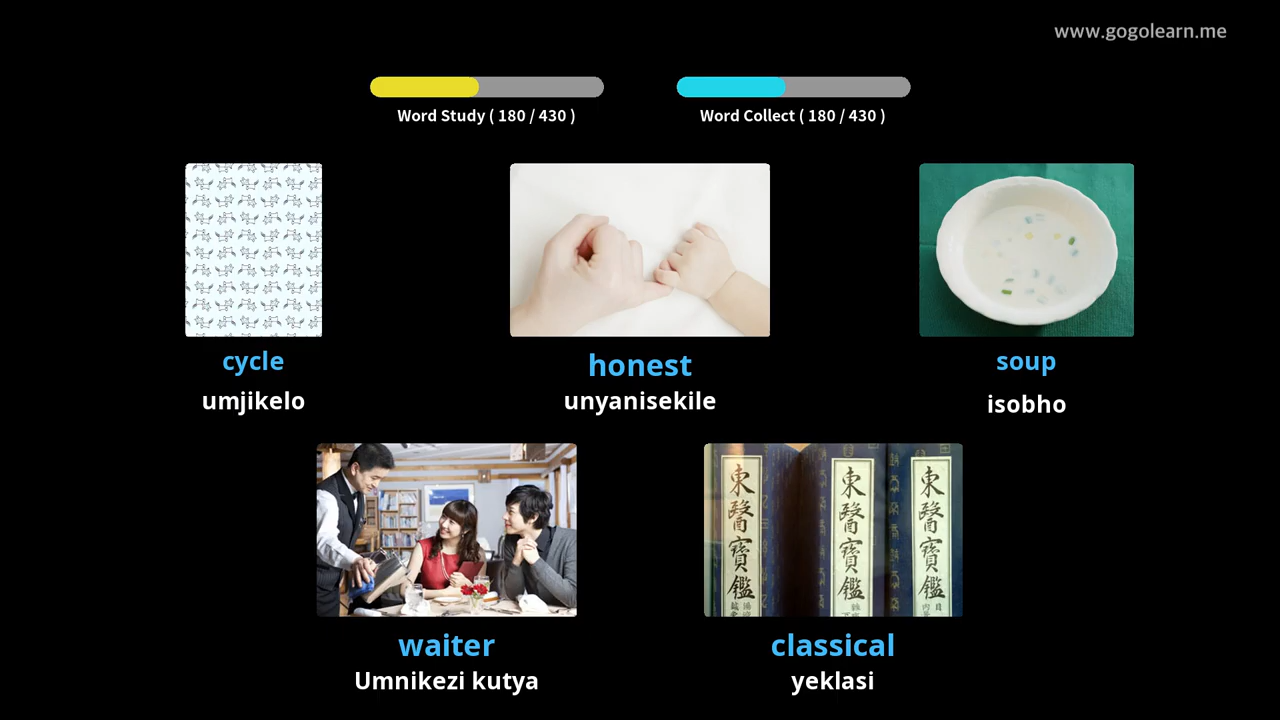 www.gogolearn.me
Word Study ( 180 / 430 )
Word Collect ( 180 / 430 )
cycle
umjikelo
honest
unyanisekile
soup
isobho
東醫寶鑑
東醫寶鑑
東醫寶鑑
waiter
Umnikezi kutya
classical
yeklasi